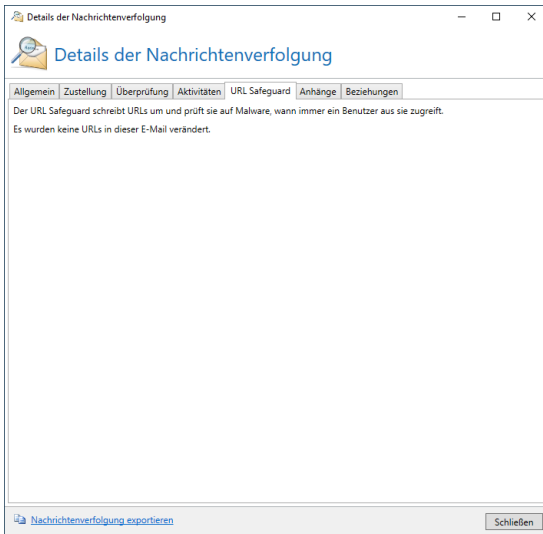 Details der Nachrichtenverfolgung
Details der Nachrichtenverfolgung
Allgemein Zustellung Überprüfung Aktivitäten URL Safeguard Anhänge Beziehungen
Der URL Safeguard schreibt URLs um und prüft sie auf Malware, wann immer ein Benutzer aus sie zugreift.
Es wurden keine URLs in dieser E-Mail verändert.
Nachrichtenverfolgung exportieren
Schließen